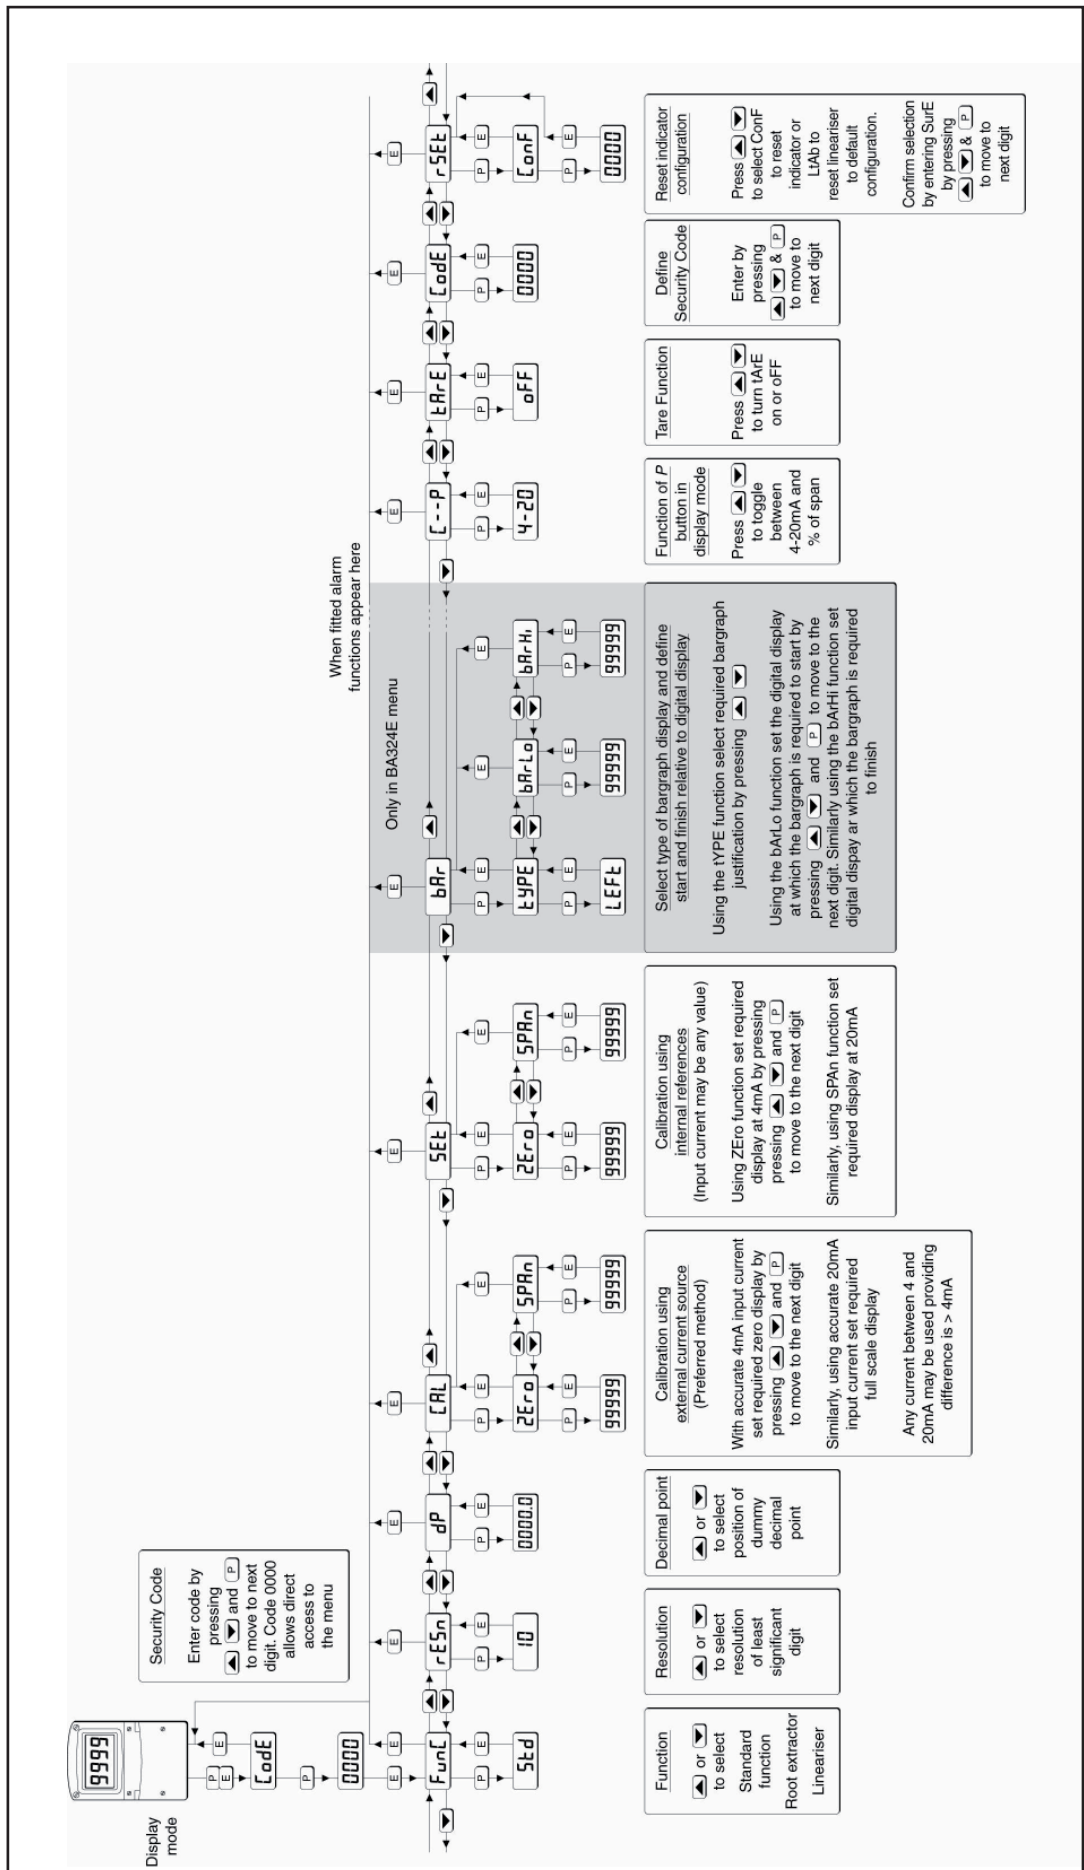 Display
mode
9999
P
E
E
CodE
P
0000
E
E
Security Code
Enter code by
pressing
▲ ▼ and P
to move to next
digit. Code 0000
allows direct
access to
the menu
FunC
P
E
Std
▲
▼
E
rESn
P
E
10
▲
▼
E
dP
P
E
0000.0
▲
▼
E
CAL
P
E
E
ZEro
▲
▼
SPAn
P
E
P
E
99999
99999
▲
▼
E
SEt
P
E
E
ZEro
▲
▼
SPAn
P
E
P
E
99999
99999
▲
▼
Only in BA324E menu
E
bAr
P
E
E
E
tYPE
▲
▼
bArLo
▲
▼
bArHi
P
E
P
E
P
E
LEFt
99999
99999
When fitted alarm
functions appear here
▲
▼
E
C--P
P
E
4-20
▲
▼
E
tArE
P
E
oFF
▲
▼
E
CodE
P
E
0000
▲
▼
E
rSEt
P
E
ConF
P
E
0000
▲
Function
▲ or ▼
to select
Standard
function
Root extractor
Lineariser
Resolution
▲ or ▼
to select
resolution
of least
significant
digit
Decimal point
▲ or ▼
to select
position of
dummy
decimal
point
Calibration using
external current source
(Preferred method)
With accurate 4mA input current
set required zero display by
pressing ▲ ▼ and P
to move to the next digit
Similarly, using accurate 20mA
input current set required
full scale display
Any current between 4 and
20mA may be used providing
difference is > 4mA
Calibration using
internal references
(Input current may be any value)
Using ZEro function set required
display at 4mA by pressing
pressing ▲ ▼ and P
to move to the next digit
Similarly, using SPAn function set
required display at 20mA
Select type of bargraph display and define
start and finish relative to digital display
Using the tYPE function select required bargraph
justification by pressing ▲ ▼
Using the bArLo function set the digital display
at which the bargraph is required to start by
pressing ▲ ▼ and P to move to the
next digit. Similarly using the bArHi function set
digital dispay ar which the bargraph is required
to finish
Function of P
button in
display mode
Press ▲ ▼
to toggle
between
4-20mA and
% of span
Tare Function
Press ▲ ▼
to turn tArE
on or oFF
Define
Security Code
Enter by
pressing
▲ ▼ & P
to move to
next digit
Reset indicator
configuration
Press ▲ ▼
to select ConF
to reset
indicator or
LtAb to
reset lineariser
to default
configuration.
Confirm selection
by entering SurE
by pressing
▲ ▼ & P
to move to
next digit